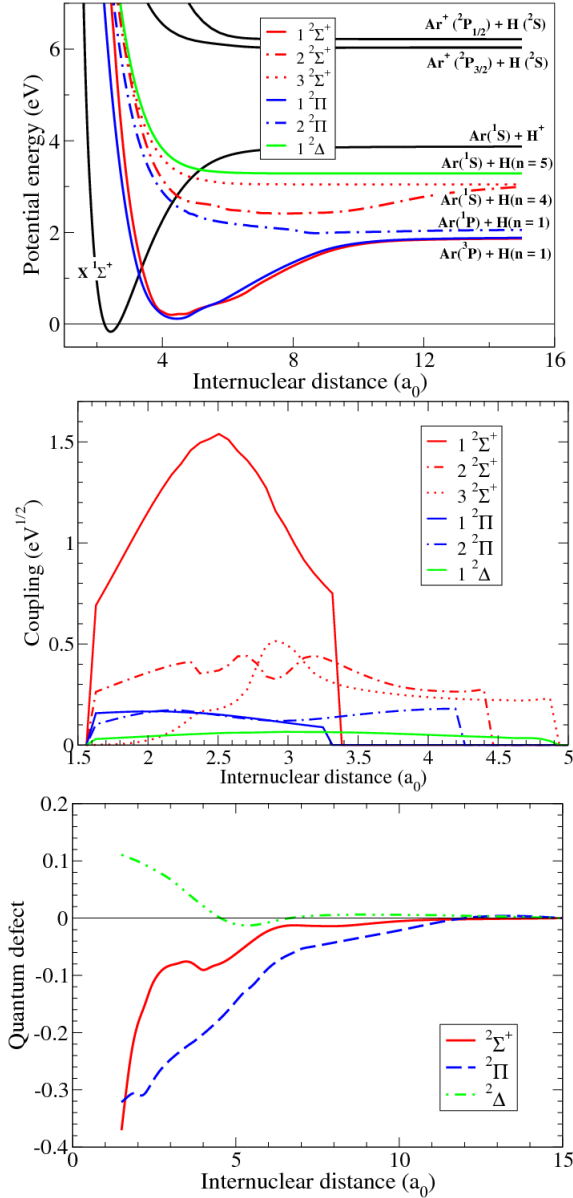 6
4
2
0
4
8
12
16
Potential energy (eV)
Internuclear distance (a₀)
1 ²Σ⁺
2 ²Σ⁺
3 ²Σ⁺
1 ²Π
2 ²Π
1 ²Δ
X ¹Σ⁺
Ar⁺ (²P₁/₂) + H (²S)
Ar⁺ (²P₃/₂) + H (²S)
Ar(¹S) + H⁺
Ar(¹S) + H(n = 5)
Ar(¹S) + H(n = 4)
Ar(¹P) + H(n = 1)
Ar(³P) + H(n = 1)
1.5
1
0.5
0
1.5
2
2.5
3
3.5
4
4.5
5
Coupling (eV¹/²)
Internuclear distance (a₀)
1 ²Σ⁺
2 ²Σ⁺
3 ²Σ⁺
1 ²Π
2 ²Π
1 ²Δ
0.2
0.1
0
-0.1
-0.2
-0.3
-0.4
0
5
10
15
Quantum defect
Internuclear distance (a₀)
²Σ⁺
²Π
²Δ